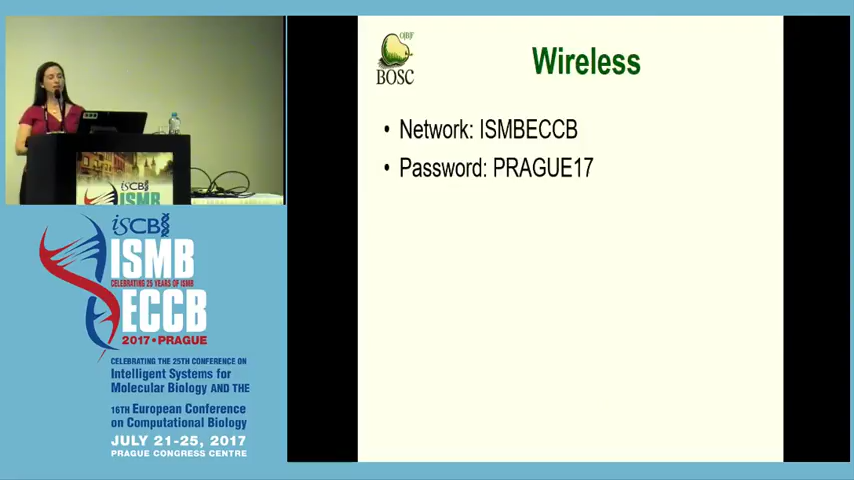 OBF
BOSC
Wireless
• Network: ISMBECCB
• Password: PRAGUE17
iSCB
ISMB
iSCB
ISMB
CELEBRATING 25 YEARS OF ISMB
ECCB
2017 • PRAGUE
CELEBRATING THE 25TH CONFERENCE ON
Intelligent Systems for
Molecular Biology AND THE
16TH European Conference
on Computational Biology
JULY 21-25, 2017
PRAGUE CONGRESS CENTRE